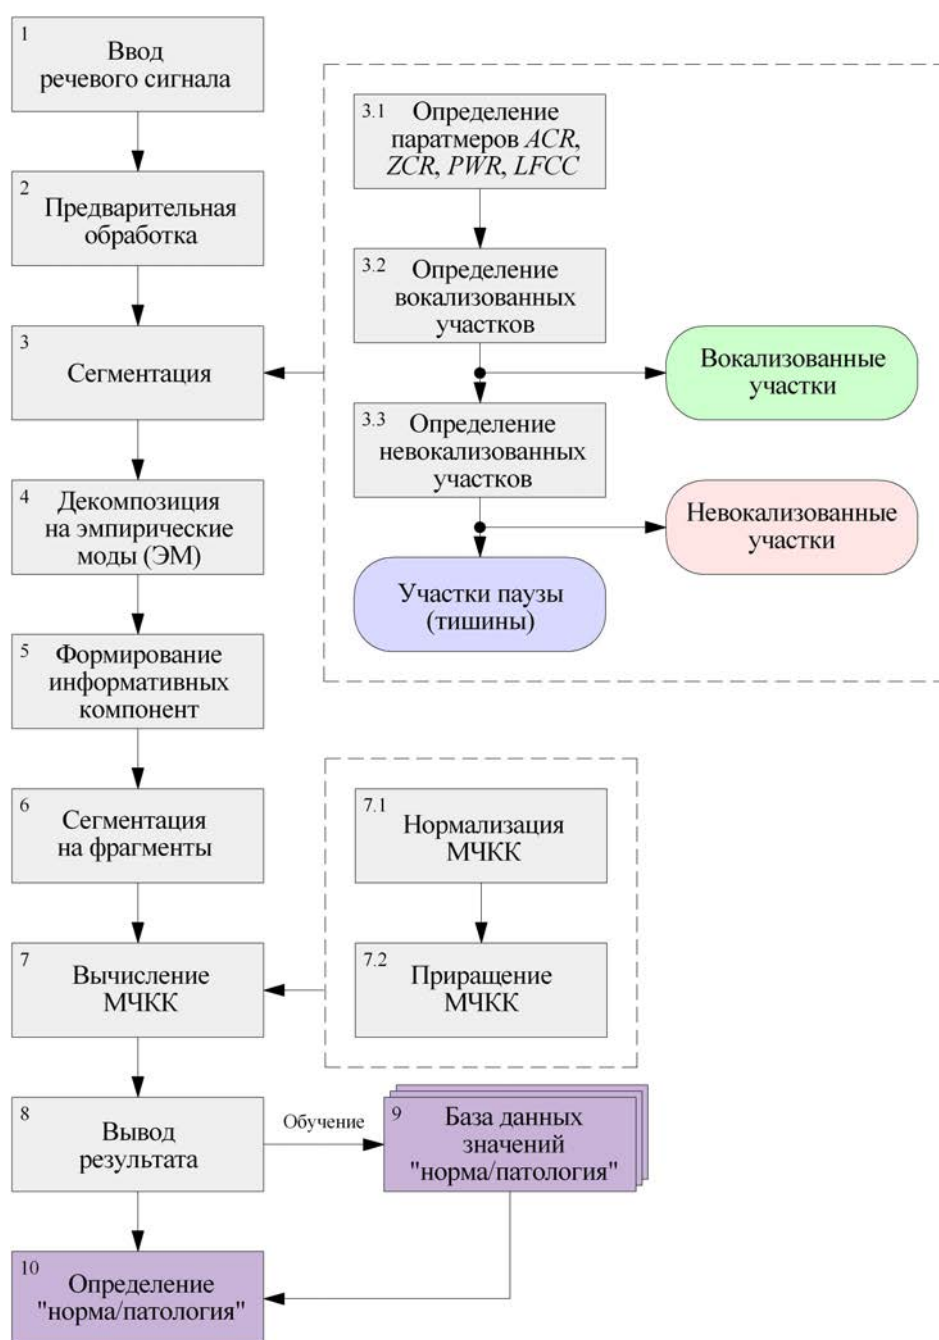 1
Ввод
речевого сигнала
2
Предварительная
обработка
3
Сегментация
4
Декомпозиция
на эмпирические
моды (ЭМ)
5
Формирование
информативных
компонент
6
Сегментация
на фрагменты
7
Вычисление
МЧКК
8
Вывод
результата
10
Определение
"норма/патология"
3.1
Определение
паратмеров ACR,
ZCR, PWR, LFCC
3.2
Определение
вокализованных
участков
Вокализованные
участки
3.3
Определение
невокализованных
участков
Невокализованные
участки
Участки паузы
(тишины)
7.1
Нормализация
МЧКК
7.2
Приращение
МЧКК
Обучение
9
База данных
значений
"норма/патология"